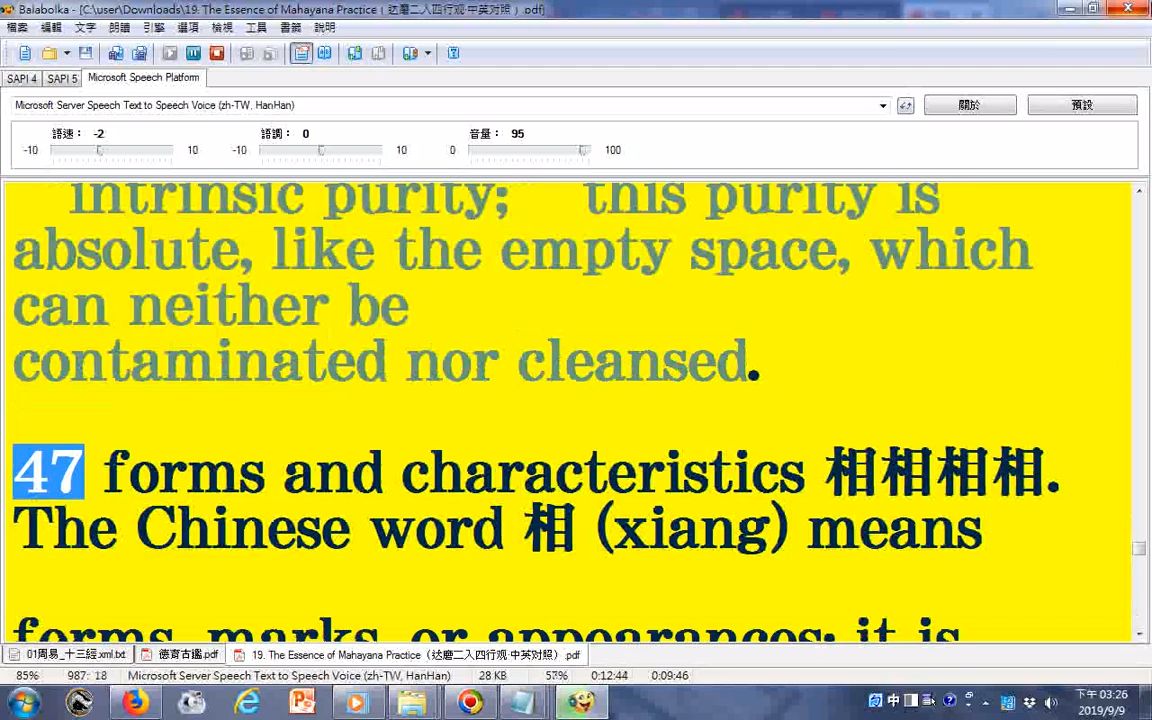 Balabolka - [C:\user\Downloads\19. The Essence of Mahayana Practice（达磨二入四行观·中英对照）.pdf]
檔案 編輯 文字 朗讀 引擎 選項 檢視 工具 書籤 說明
SAPI 4 SAPI 5 Microsoft Speech Platform
Microsoft Server Speech Text to Speech Voice (zh-TW, HanHan) 關於 預設
語速： -2 語調： 0 音量： 95
-10 10 -10 10 0 100
intrinsic purity; this purity is
absolute, like the empty space, which
can neither be
contaminated nor cleansed.
47 forms and characteristics 相相相相.
The Chinese word 相 (xiang) means
forms, marks, or appearances; it is
01周易_十三經.xml.txt 德育古鑑.pdf 19. The Essence of Mahayana Practice（达磨二入四行观·中英对照）.pdf
85% 987: 18 Microsoft Server Speech Text to Speech Voice (zh-TW, HanHan) 28 KB 57% 0:12:44 0:09:46
中 下午 03:26
2019/9/9